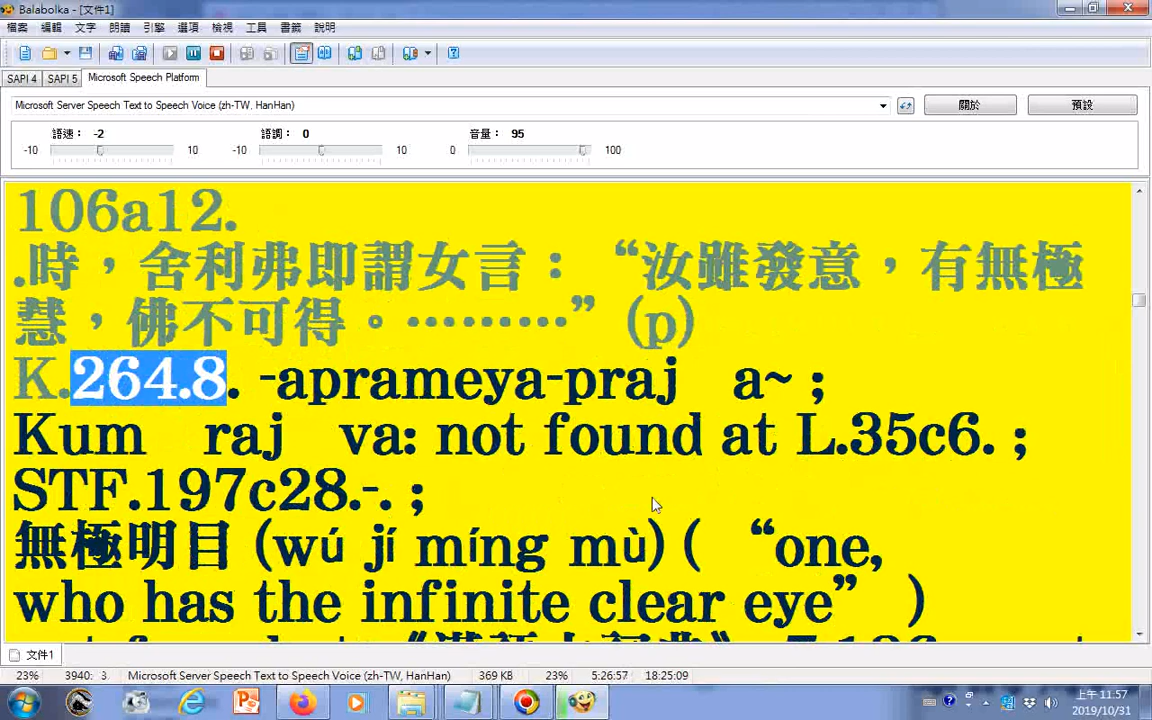 Balabolka - [文件1]
檔案 編輯 文字 朗讀 引擎 選項 檢視 工具 書籤 說明
SAPI 4 SAPI 5 Microsoft Speech Platform
Microsoft Server Speech Text to Speech Voice (zh-TW, HanHan) 關於 預設
語速： -2 語調： 0 音量： 95
-10 10 -10 10 0 100
106a12.
.時，舍利弗即謂女言：“汝雖發意，有無極
慧，佛不可得。………”(p)
K.264.8. -aprameya-praj a~ ;
Kum raj va: not found at L.35c6. ;
STF.197c28.-. ;
無極明目 (wú jí míng mù) ( “one,
who has the infinite clear eye” )
文件1
23% 3940: 3. Microsoft Server Speech Text to Speech Voice (zh-TW, HanHan) 369 KB 23% 5:26:57 18:25:09
上午 11:57
2019/10/31